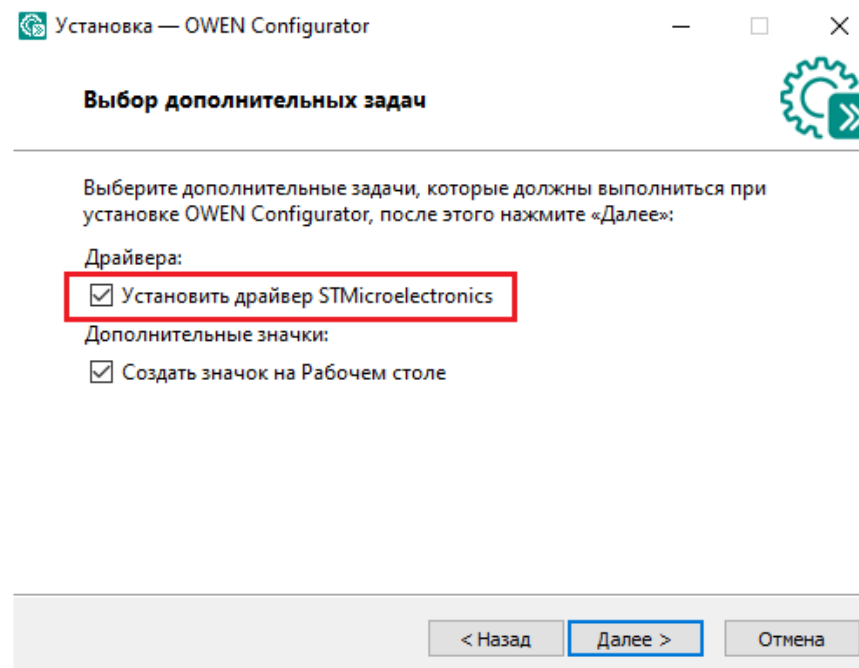 Установка — OWEN Configurator
Выбор дополнительных задач
Выберите дополнительные задачи, которые должны выполниться при
установке OWEN Configurator, после этого нажмите «Далее»:
Драйвера:
Установить драйвер STMicroelectronics
Дополнительные значки:
Создать значок на Рабочем столе
< Назад
Далее >
Отмена